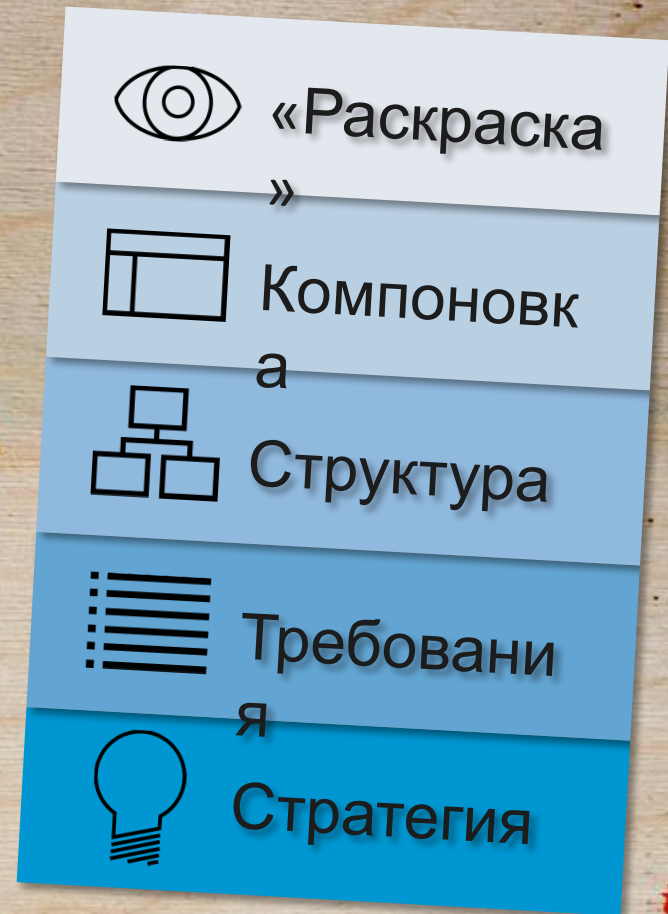 «Раскраска
»
Компоновк
а
Структура
Требовани
я
Стратегия